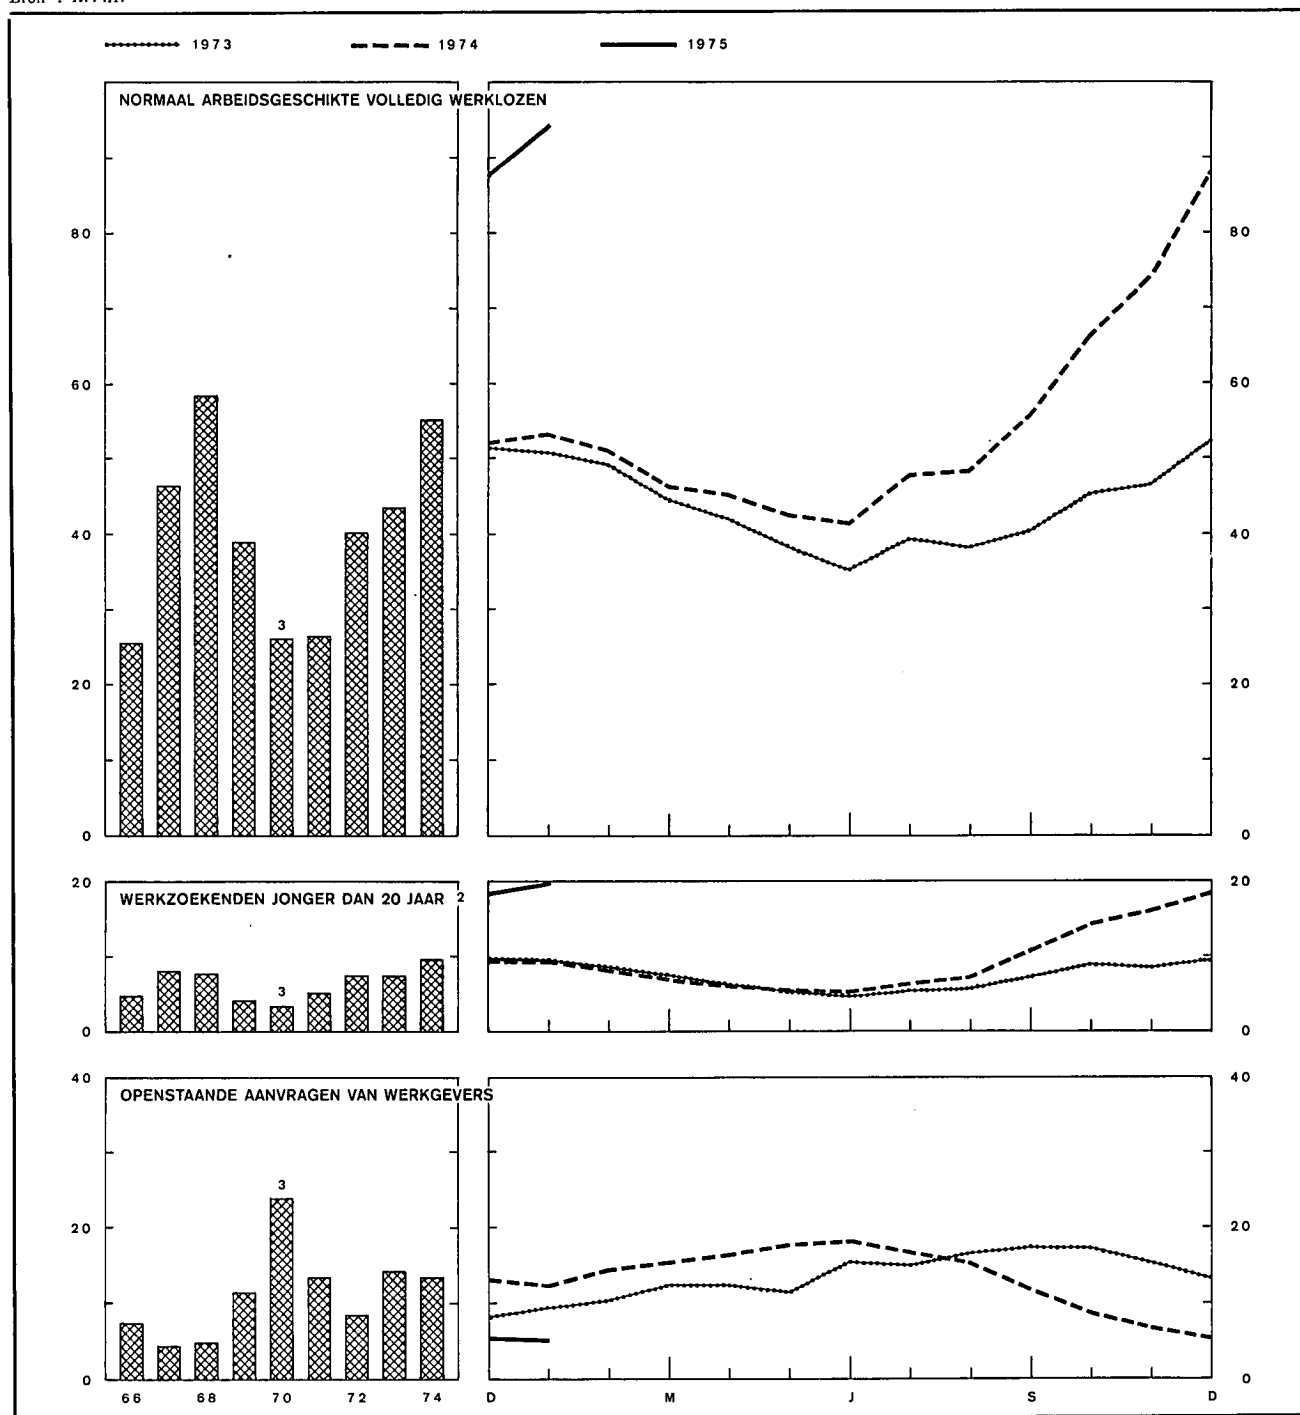 1973 1974 1975
NORMAAL ARBEIDSGESCHIKTE VOLLEDIG WERKLOZEN
80 80
60 60
40 40
3
20 20
0 0
20 20
WERKZOEKENDEN JONGER DAN 20 JAAR 2
3
0 0
40 40
OPENSTAANDE AANVRAGEN VAN WERKGEVERS
3
20 20
0 0
66 68 70 72 74 D M J S D